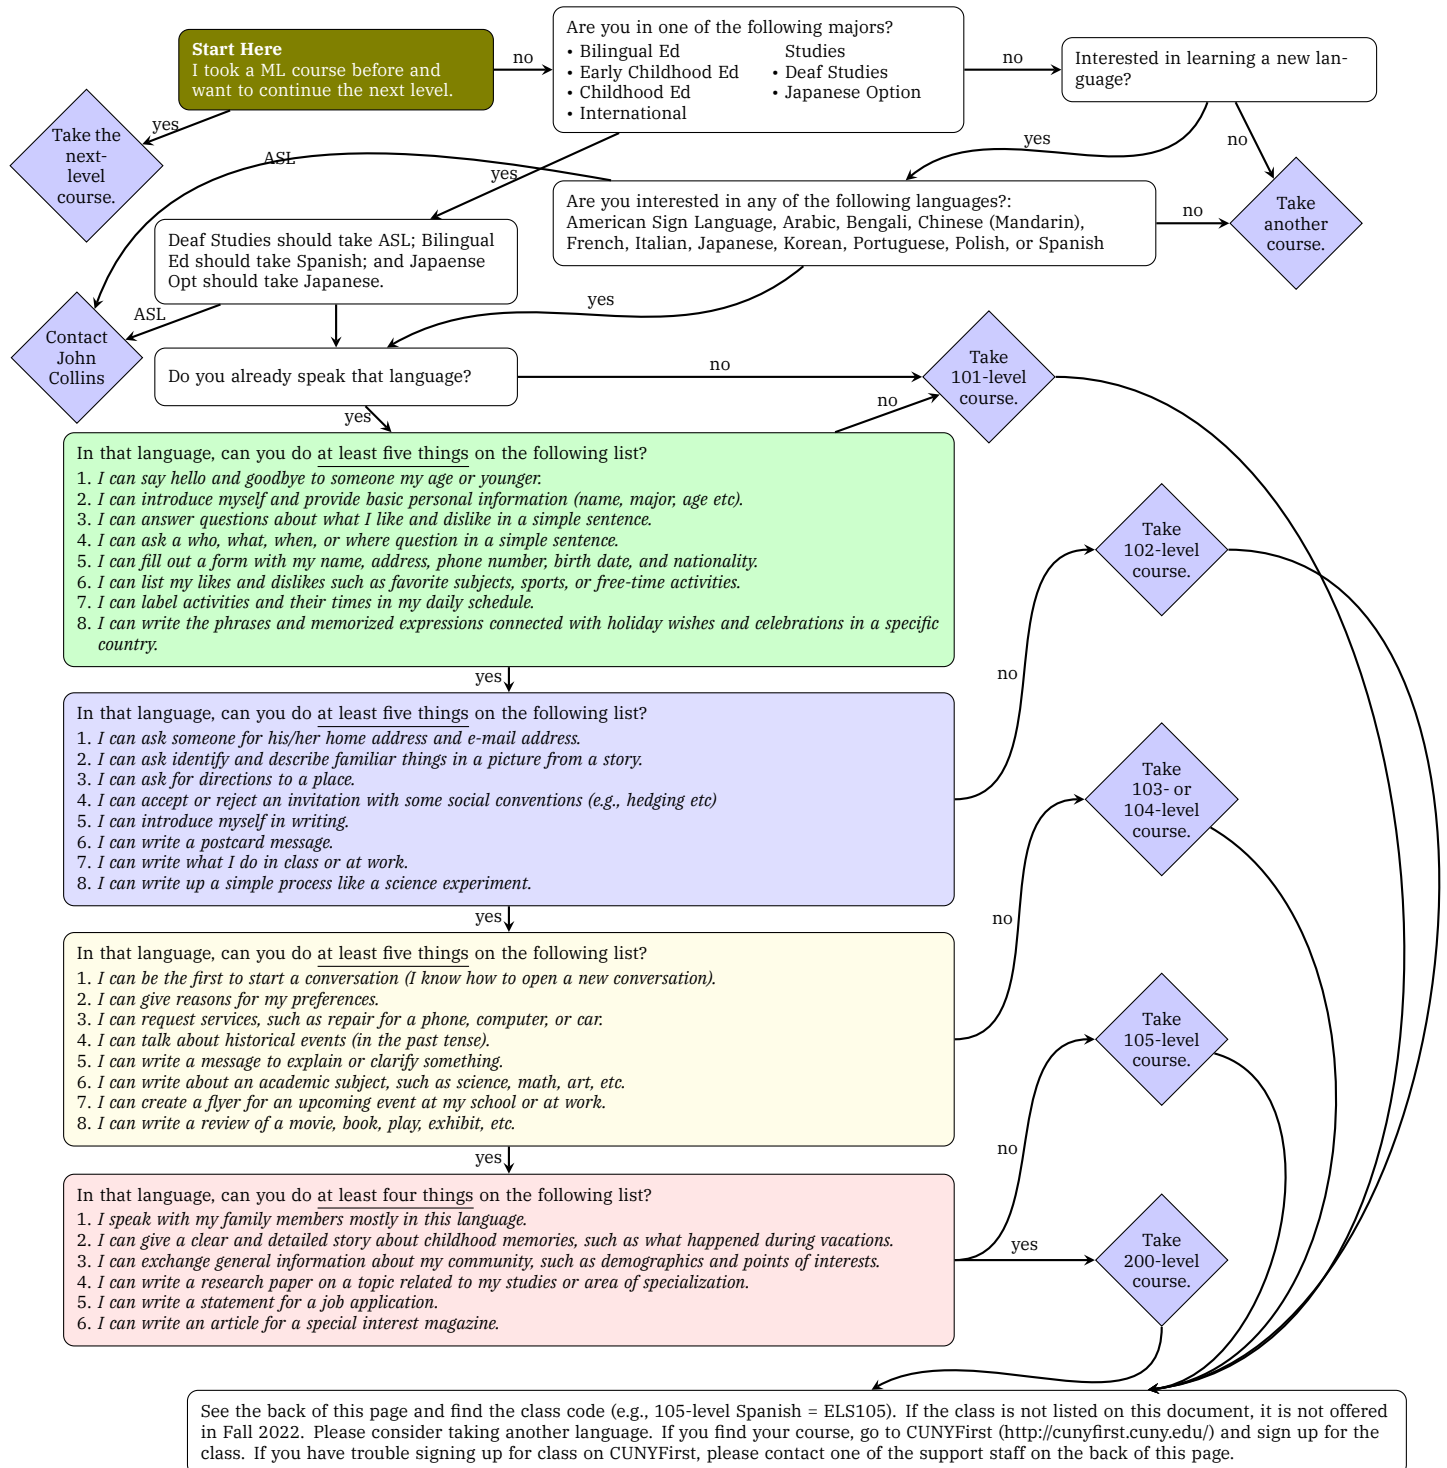 Start Here
I took a ML course before and
want to continue the next level.
no
Are you in one of the following majors?
• Bilingual Ed
• Early Childhood Ed
• Childhood Ed
• International
Studies
• Deaf Studies
• Japanese Option
no
Interested in learning a new lan-
guage?
yes
Take the
next-
level
course.
ASL
yes
yes
no
Are you interested in any of the following languages?:
American Sign Language, Arabic, Bengali, Chinese (Mandarin),
French, Italian, Japanese, Korean, Portuguese, Polish, or Spanish
no
Take
another
course.
Deaf Studies should take ASL; Bilingual
Ed should take Spanish; and Japaense
Opt should take Japanese.
ASL
yes
Contact
John
Collins
Do you already speak that language?
no
Take
101-level
course.
yes
no
In that language, can you do at least five things on the following list?
1. I can say hello and goodbye to someone my age or younger.
2. I can introduce myself and provide basic personal information (name, major, age etc).
3. I can answer questions about what I like and dislike in a simple sentence.
4. I can ask a who, what, when, or where question in a simple sentence.
5. I can fill out a form with my name, address, phone number, birth date, and nationality.
6. I can list my likes and dislikes such as favorite subjects, sports, or free-time activities.
7. I can label activities and their times in my daily schedule.
8. I can write the phrases and memorized expressions connected with holiday wishes and celebrations in a specific
country.
Take
102-level
course.
yes
no
In that language, can you do at least five things on the following list?
1. I can ask someone for his/her home address and e-mail address.
2. I can ask identify and describe familiar things in a picture from a story.
3. I can ask for directions to a place.
4. I can accept or reject an invitation with some social conventions (e.g., hedging etc)
5. I can introduce myself in writing.
6. I can write a postcard message.
7. I can write what I do in class or at work.
8. I can write up a simple process like a science experiment.
Take
103- or
104-level
course.
yes
no
In that language, can you do at least five things on the following list?
1. I can be the first to start a conversation (I know how to open a new conversation).
2. I can give reasons for my preferences.
3. I can request services, such as repair for a phone, computer, or car.
4. I can talk about historical events (in the past tense).
5. I can write a message to explain or clarify something.
6. I can write about an academic subject, such as science, math, art, etc.
7. I can create a flyer for an upcoming event at my school or at work.
8. I can write a review of a movie, book, play, exhibit, etc.
Take
105-level
course.
yes
no
In that language, can you do at least four things on the following list?
1. I speak with my family members mostly in this language.
2. I can give a clear and detailed story about childhood memories, such as what happened during vacations.
3. I can exchange general information about my community, such as demographics and points of interests.
4. I can write a research paper on a topic related to my studies or area of specialization.
5. I can write a statement for a job application.
6. I can write an article for a special interest magazine.
yes
Take
200-level
course.
See the back of this page and find the class code (e.g., 105-level Spanish = ELS105). If the class is not listed on this document, it is not offered
in Fall 2022. Please consider taking another language. If you find your course, go to CUNYFirst (http://cunyfirst.cuny.edu/) and sign up for the
class. If you have trouble signing up for class on CUNYFirst, please contact one of the support staff on the back of this page.